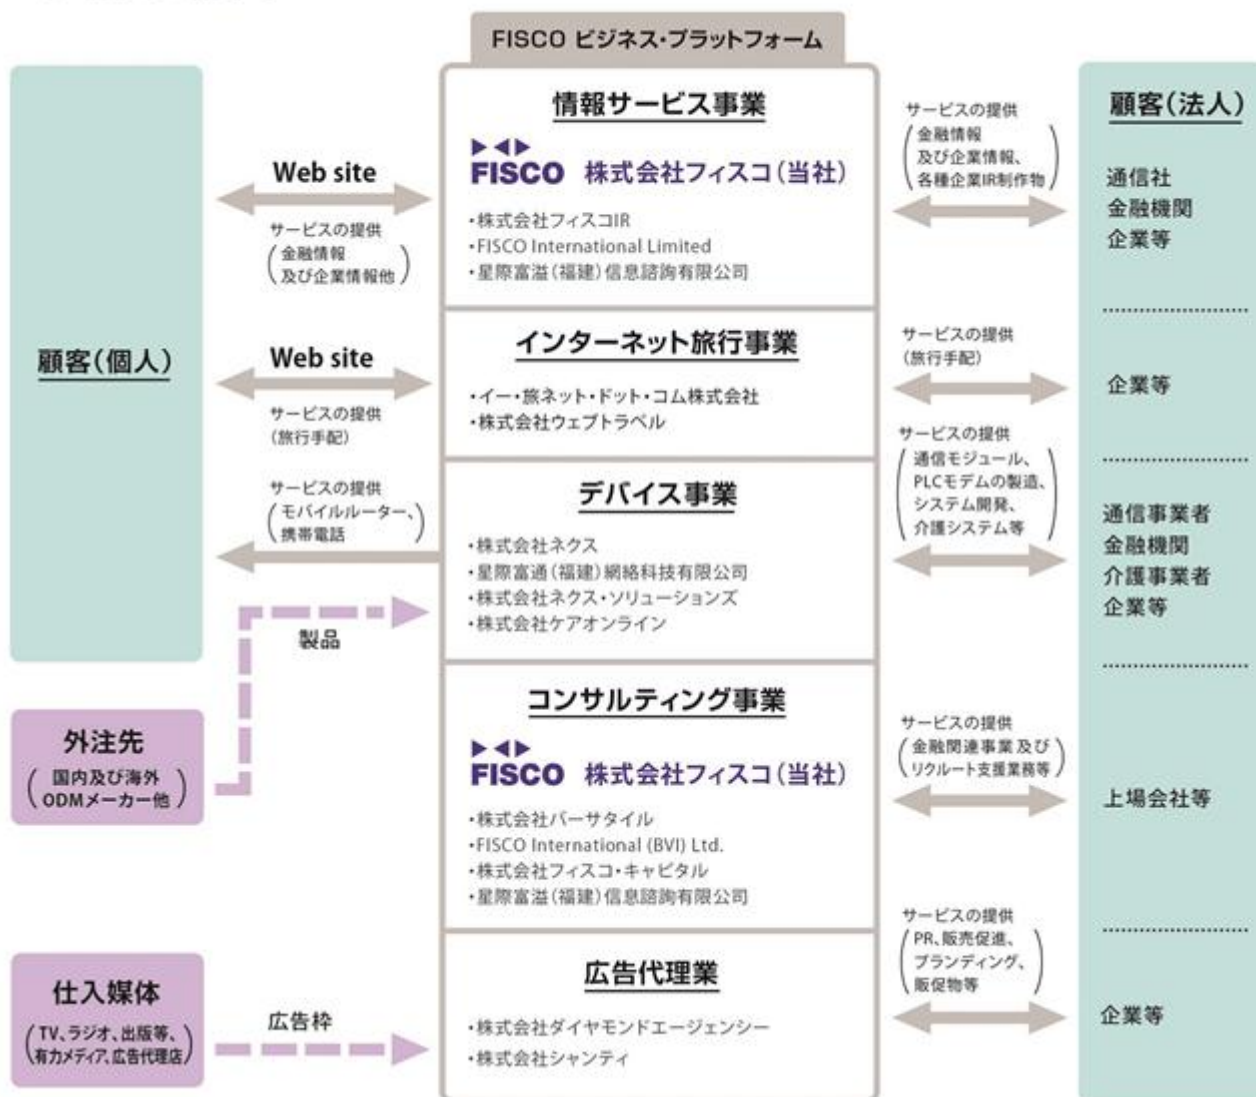 FISCO ビジネス・プラットフォーム
顧客(個人)
Web site
サービスの提供
金融情報
及び企業情報他
Web site
サービスの提供
(旅行手配)
サービスの提供
モバイルルーター、
携帯電話
製品
外注先
国内及び海外
ODMメーカー他
仕入媒体
TV、ラジオ、出版等、
有力メディア、広告代理店
広告枠
情報サービス事業
FISCO 株式会社フィスコ(当社)
・株式会社フィスコIR
・FISCO International Limited
・星際富溢(福建)信息諮詢有限公司
インターネット旅行事業
・イー・旅ネット・ドット・コム株式会社
・株式会社ウェブトラベル
デバイス事業
・株式会社ネクス
・星際富通(福建)網絡科技有限公司
・株式会社ネクス・ソリューションズ
・株式会社ケアオンライン
コンサルティング事業
FISCO 株式会社フィスコ(当社)
・株式会社バーサタイル
・FISCO International (BVI) Ltd.
・株式会社フィスコ・キャピタル
・星際富溢(福建)信息諮詢有限公司
広告代理業
・株式会社ダイヤモンドエージェンシー
・株式会社シャンティ
サービスの提供
金融情報
及び企業情報、
各種企業IR制作物
サービスの提供
(旅行手配)
サービスの提供
通信モジュール、
PLCモデムの製造、
システム開発、
介護システム等
サービスの提供
金融関連事業及び
リクルート支援業務等
サービスの提供
PR、販売促進、
ブランディング、
販促物等
顧客(法人)
通信社
金融機関
企業等
企業等
通信事業者
金融機関
介護事業者
企業等
上場会社等
企業等